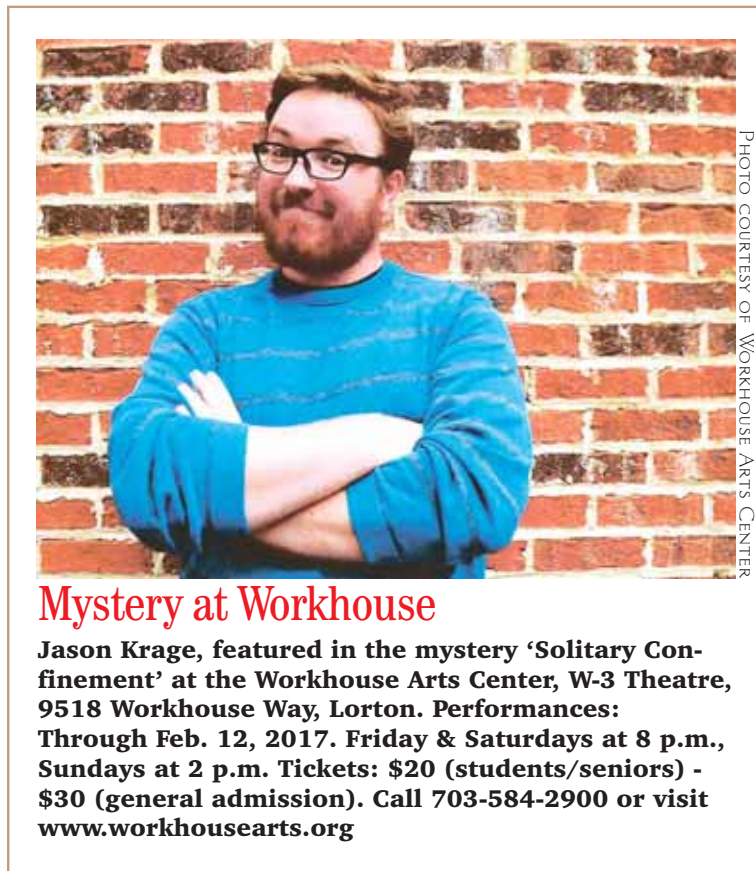 PHOTO COURTESY OF WORKHOUSE ARTS CENTER
Mystery at Workhouse
Jason Krage, featured in the mystery ‘Solitary Con-
finement’ at the Workhouse Arts Center, W-3 Theatre,
9518 Workhouse Way, Lorton. Performances:
Through Feb. 12, 2017. Friday & Saturdays at 8 p.m.,
Sundays at 2 p.m. Tickets: $20 (students/seniors) -
$30 (general admission). Call 703-584-2900 or visit
www.workhousearts.org